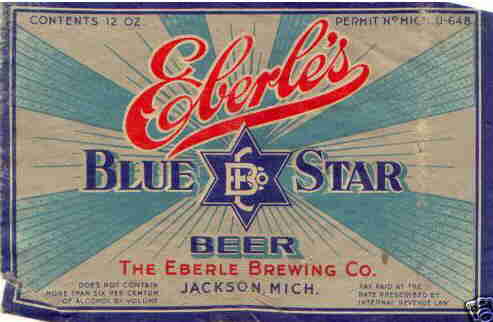 CONTENTS 12 OZ.
PERMIT Nº MICH. U-648
Eberle's
BLUE STAR
EBCo
BEER
THE EBERLE BREWING CO.
JACKSON MICH.
DOES NOT CONTAIN
MORE THAN SIX PER CENTUM
OF ALCOHOL BY VOLUME
TAX PAID AT THE
RATE PRESCRIBED BY
INTERNAL REVENUE LAW